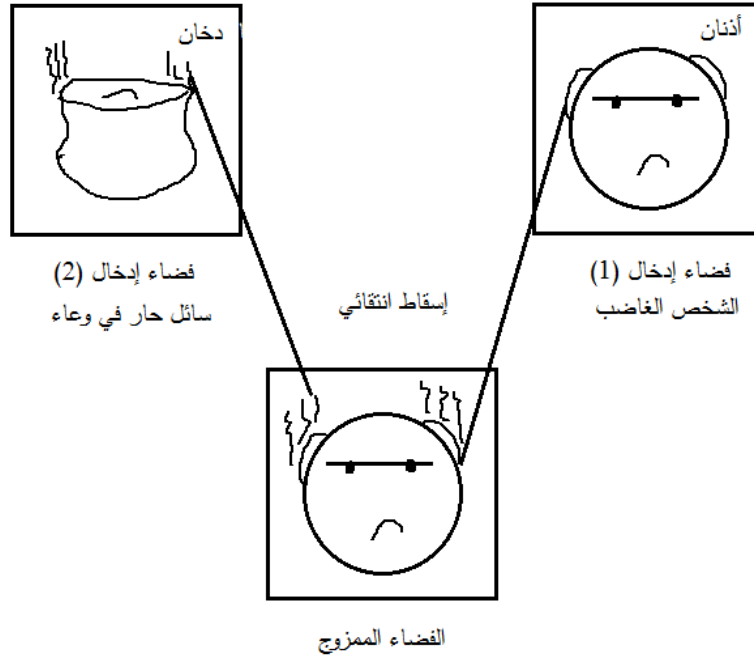 أذنان
دخان
فضاء إدخال (1)
الشخص الغاضب
فضاء إدخال (2)
سائل حار في وعاء
إسقاط انتقائي
الفضاء الممزوج